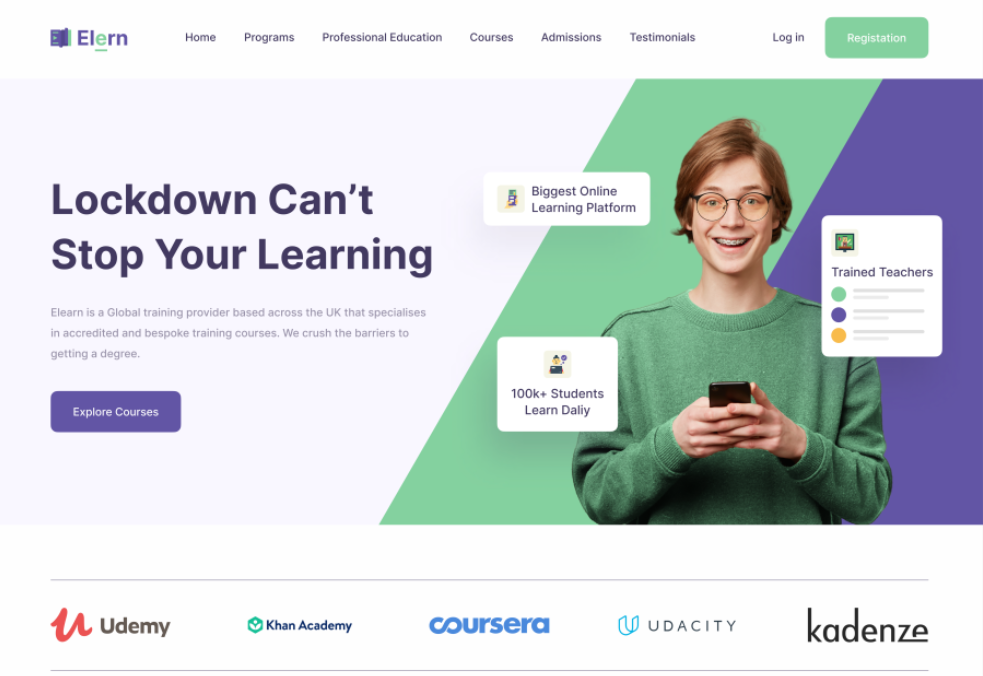 Elern
Home Programs Professional Education Courses Admissions Testimonials Log in Registation
Lockdown Can’t
Stop Your Learning
Elearn is a Global training provider based across the UK that specialises
in accredited and bespoke training courses. We crush the barriers to
getting a degree.
Explore Courses
Biggest Online
Learning Platform
Trained Teachers
100k+ Students
Learn Daliy
Udemy
Khan Academy
coursera
UDACITY
kadenze